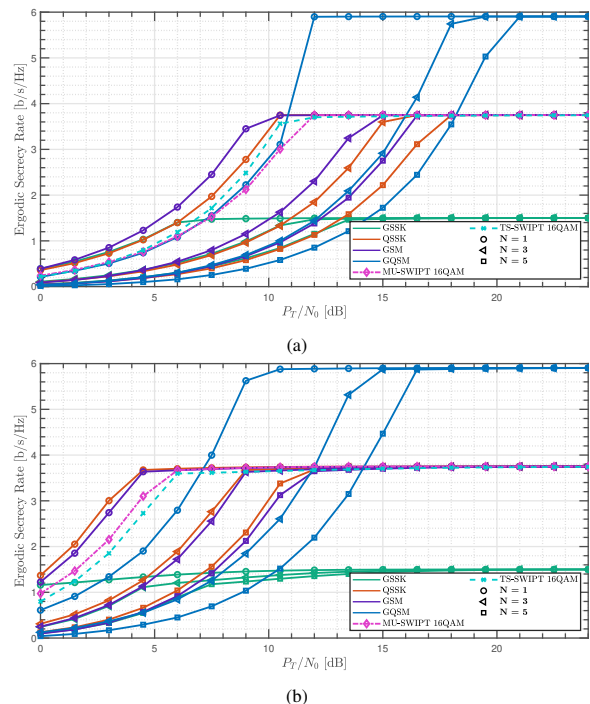 6
5
4
3
2
1
0
Ergodic Secrecy Rate [b/s/Hz]
GSSK
QSSK
GSM
GQSM
MU-SWIPT 16QAM
TS-SWIPT 16QAM
N = 1
N = 3
N = 5
0 5 10 15 20
P_T/N_0 [dB]
(a)
6
5
4
3
2
1
0
Ergodic Secrecy Rate [b/s/Hz]
GSSK
QSSK
GSM
GQSM
MU-SWIPT 16QAM
TS-SWIPT 16QAM
N = 1
N = 3
N = 5
0 5 10 15 20
P_T/N_0 [dB]
(b)